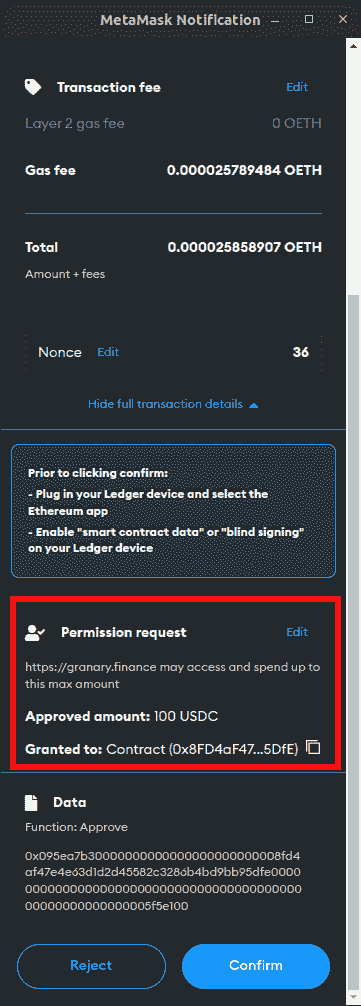 MetaMask Notification
Transaction fee Edit
Layer 2 gas fee 0 OETH
Gas fee 0.000025789484 OETH
Total 0.000025858907 OETH
Amount + fees
Nonce Edit 36
Hide full transaction details
Prior to clicking confirm:
- Plug in your Ledger device and select the
Ethereum app
- Enable "smart contract data" or "blind signing"
on your Ledger device
Permission request Edit
https://granary.finance may access and spend up to
this max amount
Approved amount: 100 USDC
Granted to: Contract (0x8FD4aF47...5DfE)
Data
Function: Approve
0x095ea7b30000000000000000000000008fd4
af47e4e63d1d2d45582c3286b4bd9bb95dfe0000
0000000000000000000000000000000000000000
00000000000000000005f5e100
Reject Confirm